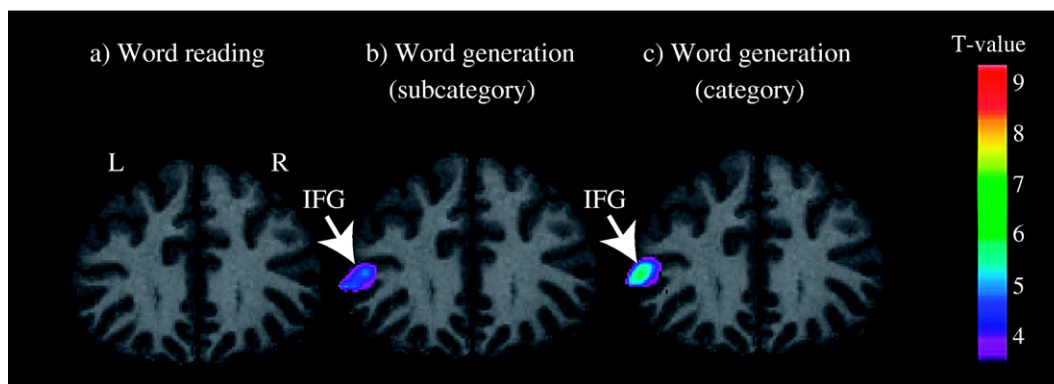 a) Word reading
b) Word generation
(subcategory)
c) Word generation
(category)
T-value
L
R
IFG
IFG
9
8
7
6
5
4